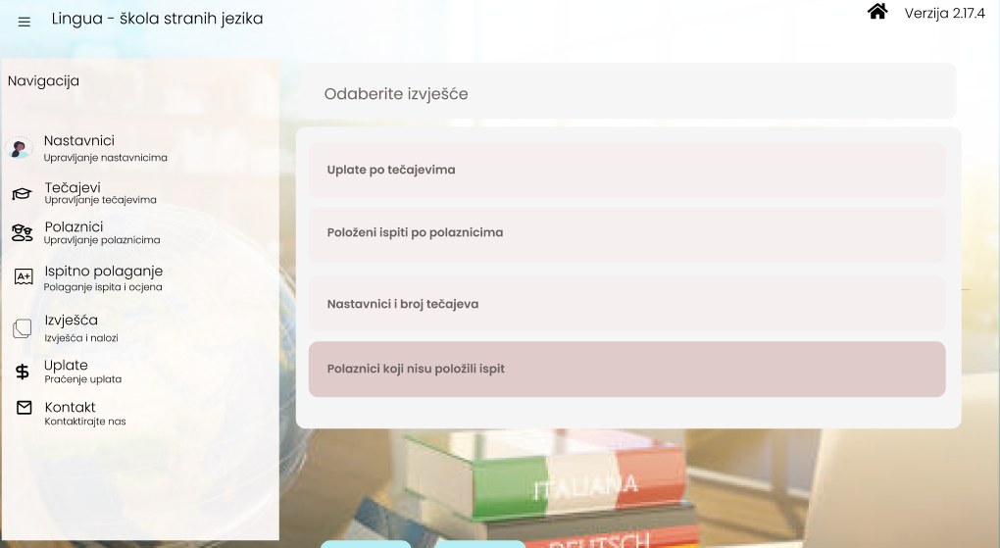 Lingua - škola stranih jezika
Verzija 2.17.4
Navigacija
Nastavnici
Upravljanje nastavnicima
Tečajevi
Upravljanje tečajevima
Polaznici
Upravljanje polaznicima
A+
Ispitno polaganje
Polaganje ispita i ocjena
Izvješća
Izvješća i nalozi
Uplate
Praćenje uplata
Kontakt
Kontaktirajte nas
Odaberite izvješće
Uplate po tečajevima
Položeni ispiti po polaznicima
Nastavnici i broj tečajeva
Polaznici koji nisu položili ispit
ITALIANA
DEUTSCH